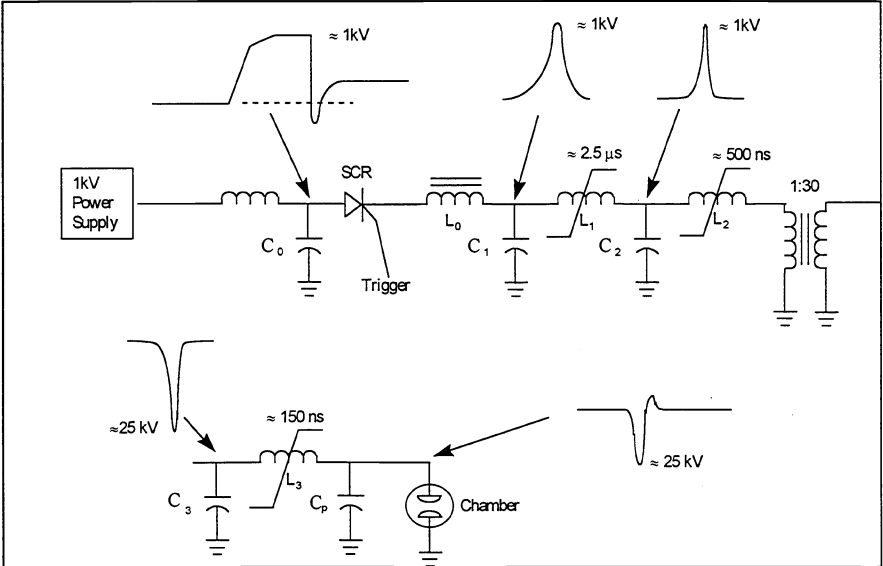 ≈ 1kV
≈ 1kV
≈ 1kV
1kV
Power
Supply
SCR
≈ 2.5 μs
≈ 500 ns
1:30
L₀
L₁
L₂
C₀
C₁
C₂
Trigger
≈25 kV
≈ 150 ns
≈ 25 kV
L₃
C₃
Cₚ
Chamber